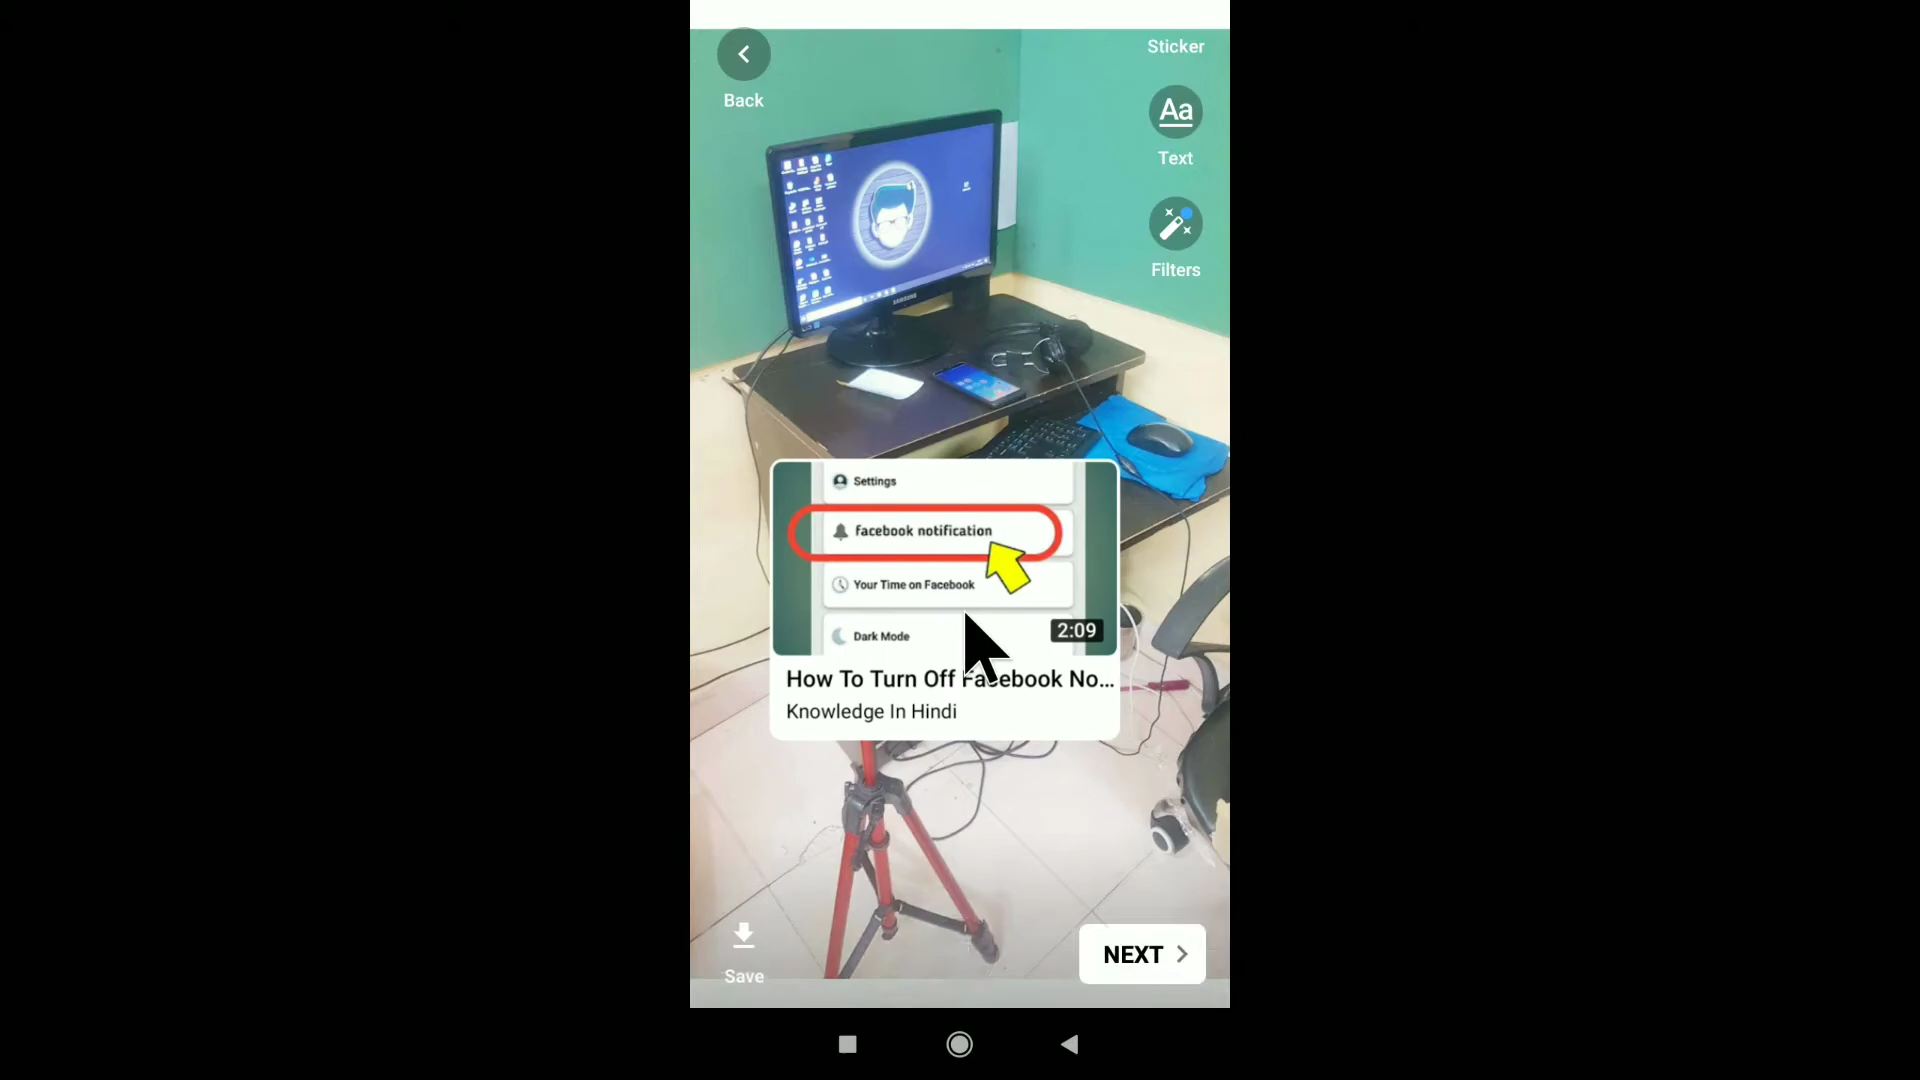 Sticker
Back
Aa
Text
Filters
SAMSUNG
Settings
facebook notification
Your Time on Facebook
Dark Mode
2:09
How To Turn Off Facebook No...
Knowledge In Hindi
Save
NEXT